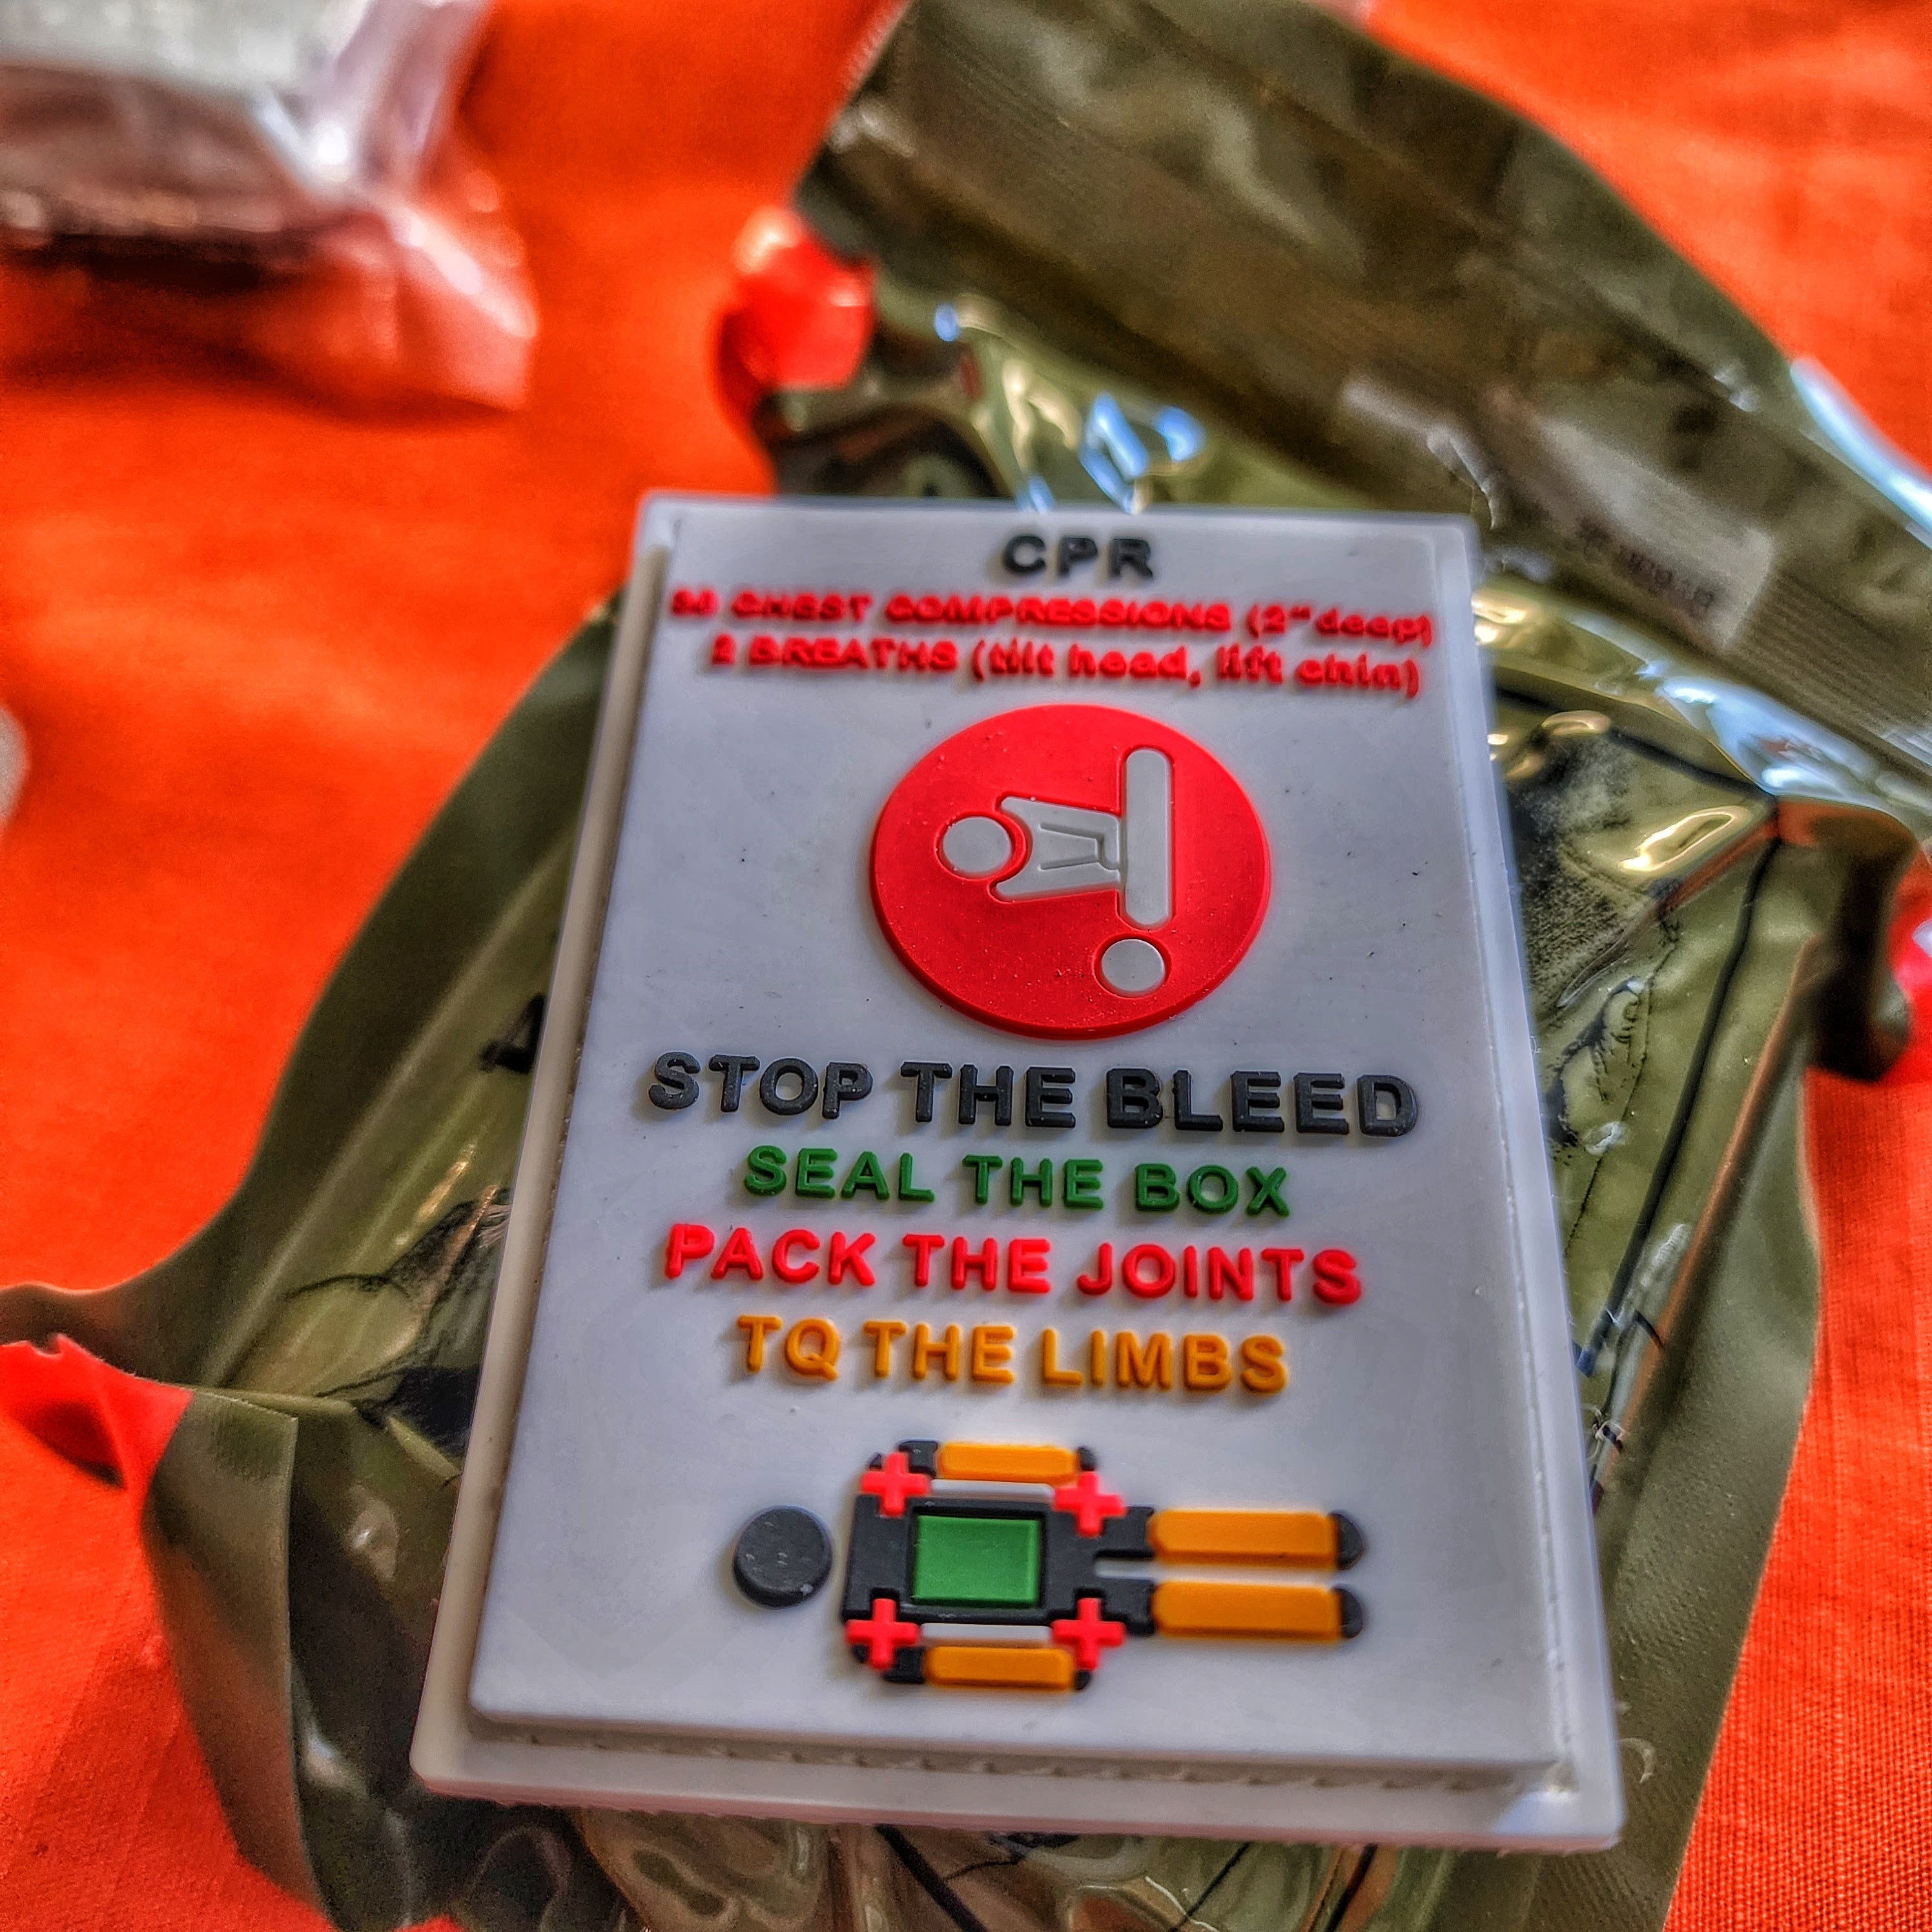 CPR
CHEST COMPRESSIONS (2" deep)
2 BREATHS (tilt head, lift chin)
STOP THE BLEED
SEAL THE BOX
PACK THE JOINTS
TQ THE LIMBS